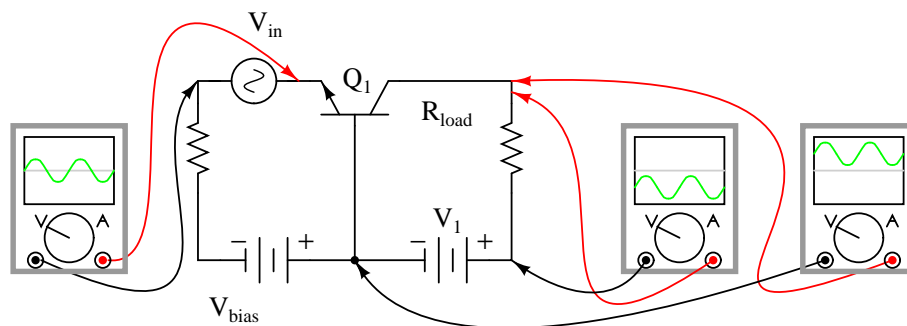 V_in
Q_1
R_load
V A
V A
V A
− + V_1
− +
V_bias